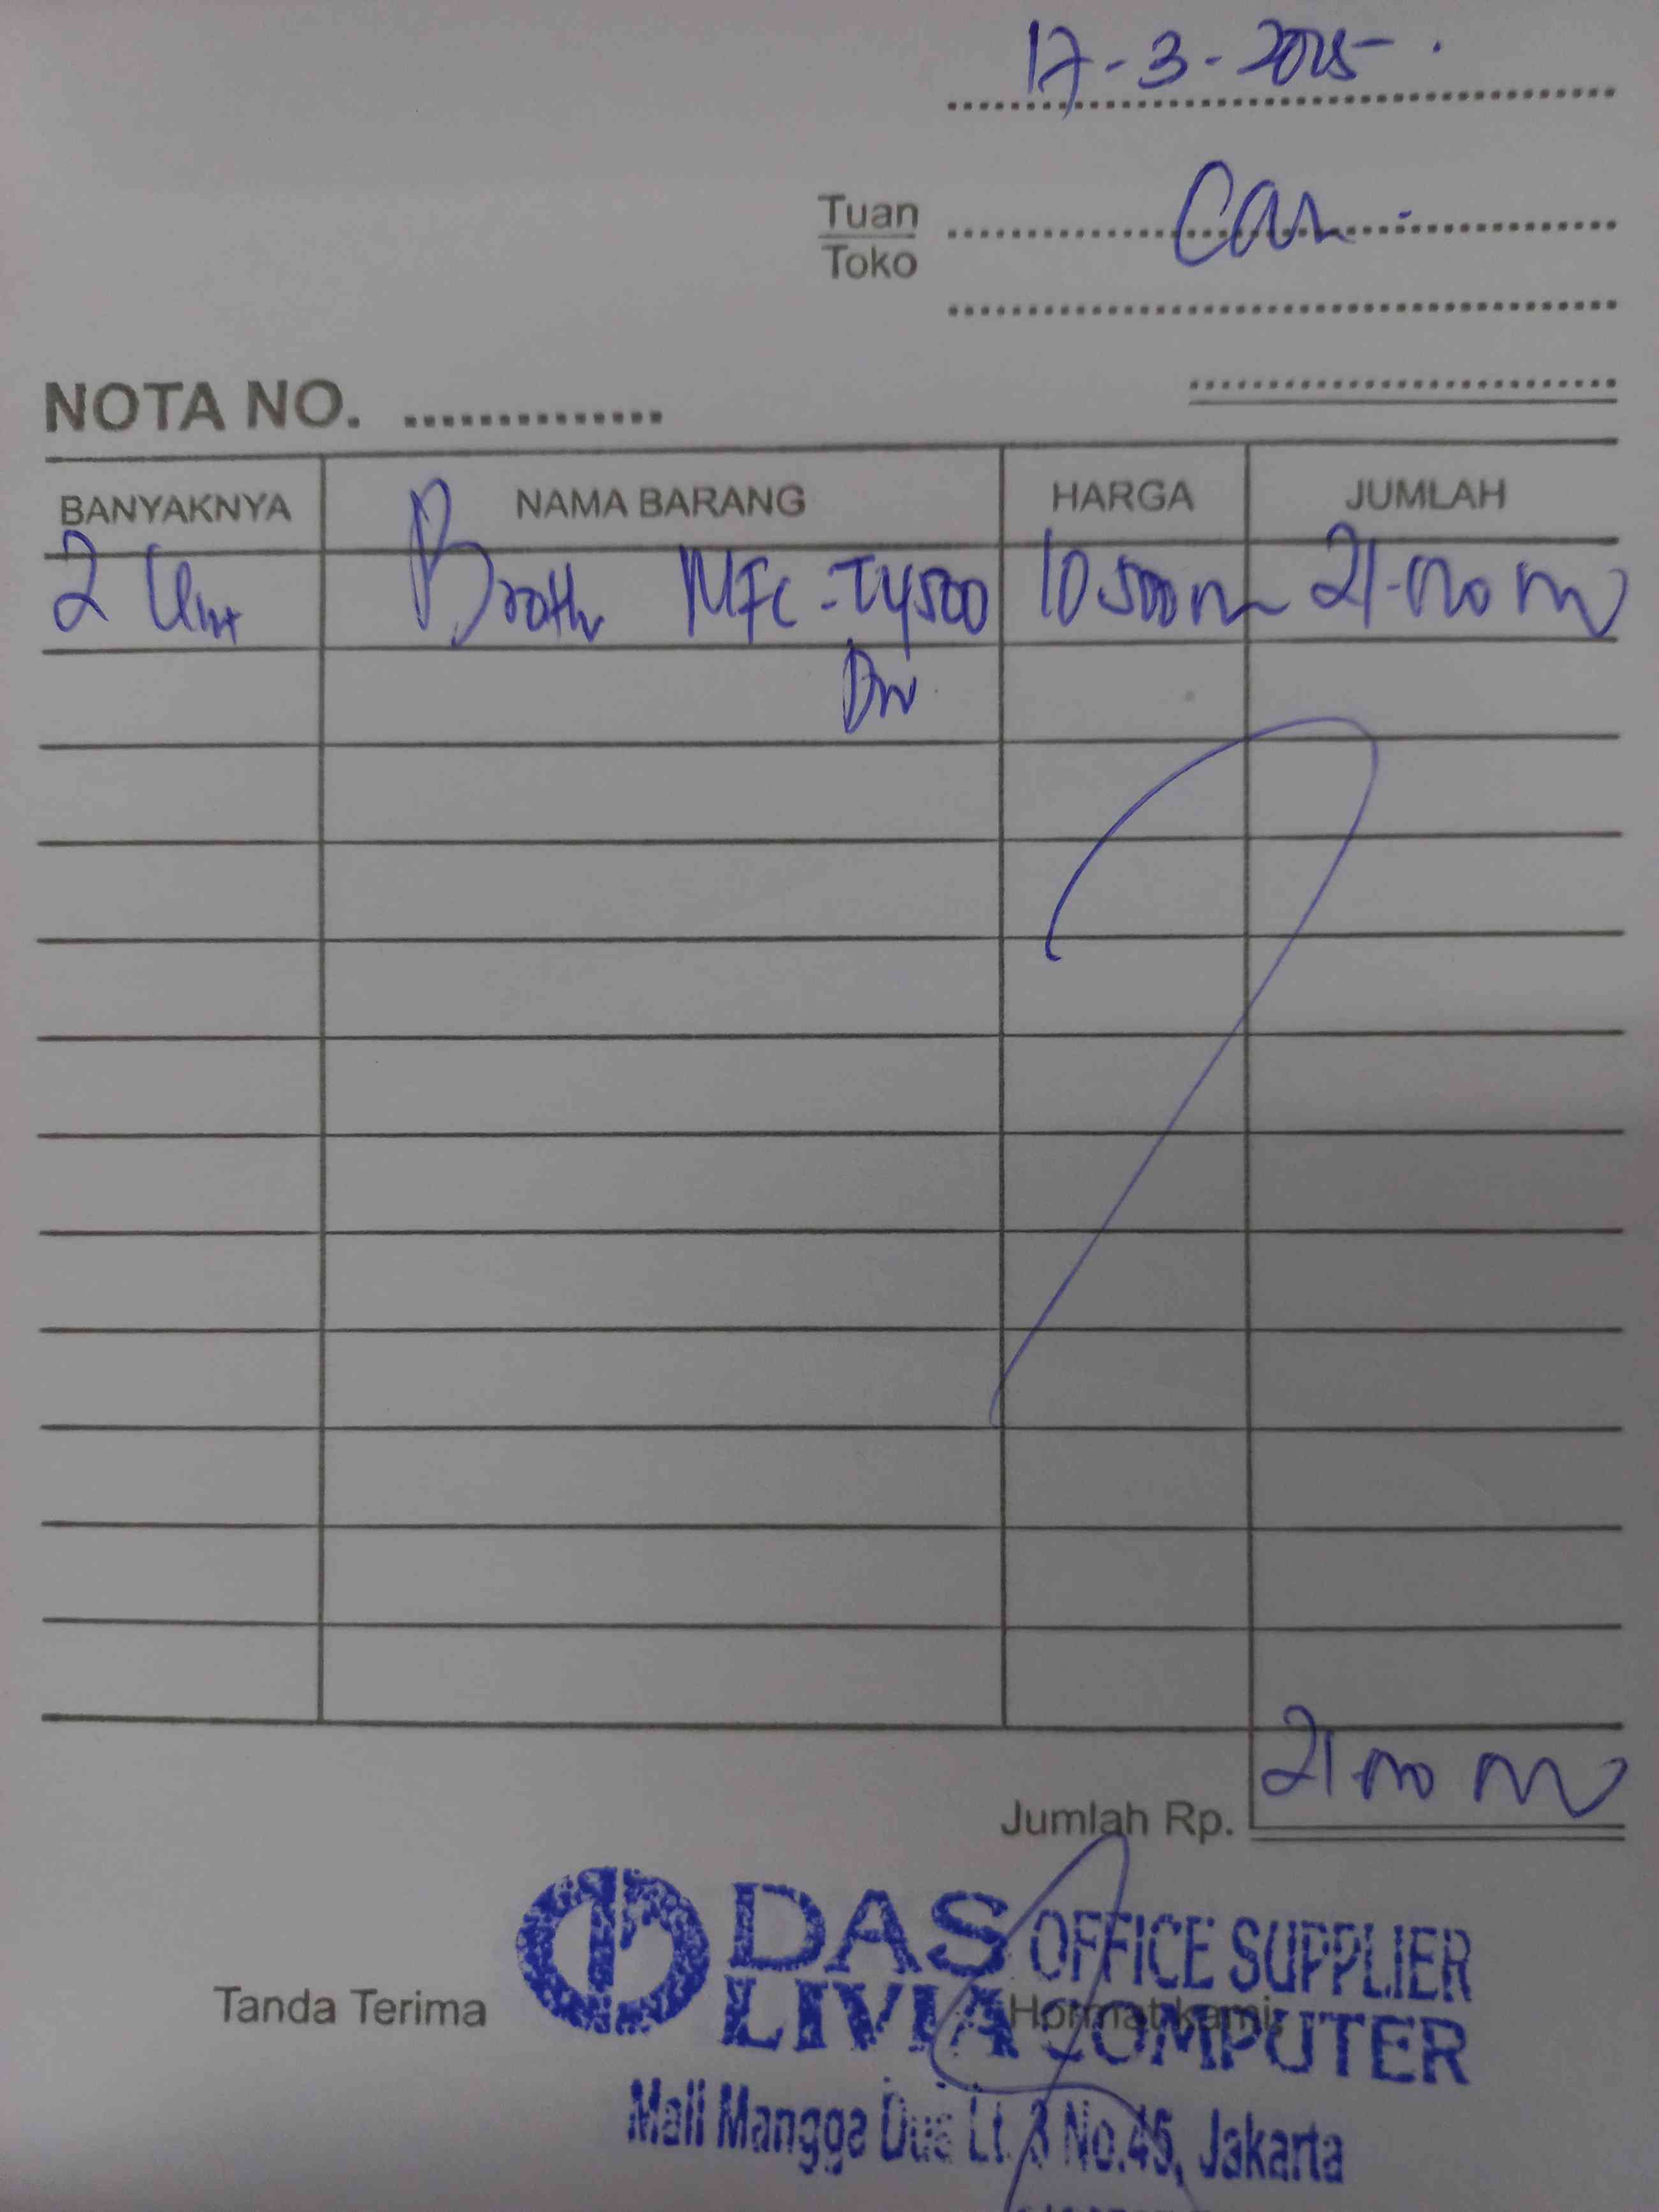 17-3-2025
Tuan
Toko
NOTA NO.
BANYAKNYA NAMA BARANG HARGA JUMLAH
2 Unit Brother MFC-T4500 10.500.000 21.000.000
DW
Jumlah Rp. 21.000.000
Tanda Terima Hormat kami,
DAS OFFICE SUPPLIER
LIVIA COMPUTER
Mall Mangga Dua Lt. 3 No.45, Jakarta